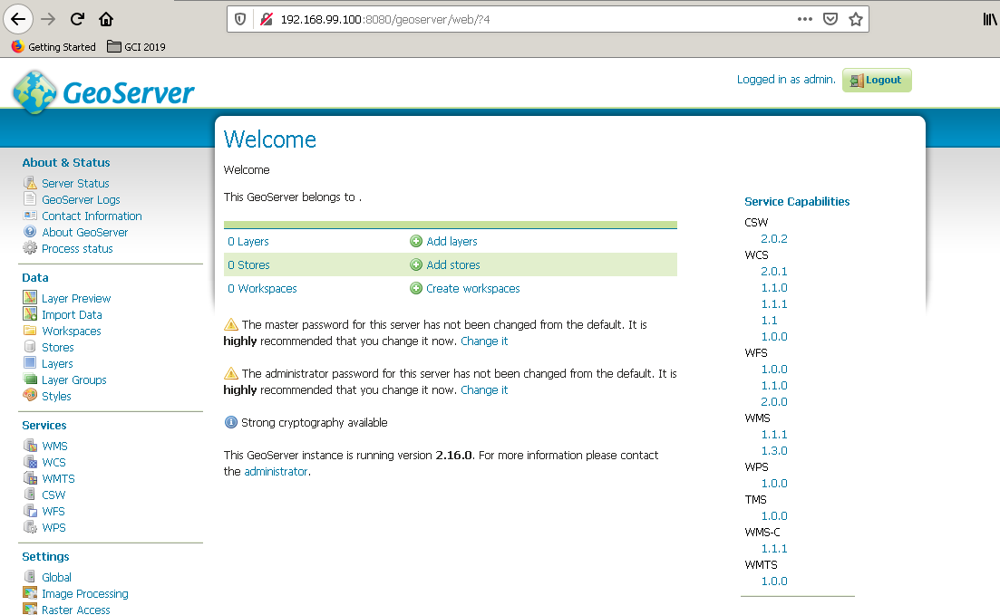 192.168.99.100:8080/geoserver/web/?4
Getting Started GCI 2019
GeoServer
Logged in as admin. Logout
About & Status
Server Status
GeoServer Logs
Contact Information
About GeoServer
Process status
Data
Layer Preview
Import Data
Workspaces
Stores
Layers
Layer Groups
Styles
Services
WMS
WCS
WMTS
CSW
WFS
WPS
Settings
Global
Image Processing
Raster Access
Welcome
Welcome
This GeoServer belongs to .
0 Layers Add layers
0 Stores Add stores
0 Workspaces Create workspaces
The master password for this server has not been changed from the default. It is
highly recommended that you change it now. Change it
The administrator password for this server has not been changed from the default. It is
highly recommended that you change it now. Change it
Strong cryptography available
This GeoServer instance is running version 2.16.0. For more information please contact
the administrator.
Service Capabilities
CSW
2.0.2
WCS
2.0.1
1.1.0
1.1.1
1.1
1.0.0
WFS
1.0.0
1.1.0
2.0.0
WMS
1.1.1
1.3.0
WPS
1.0.0
TMS
1.0.0
WMS-C
1.1.1
WMTS
1.0.0